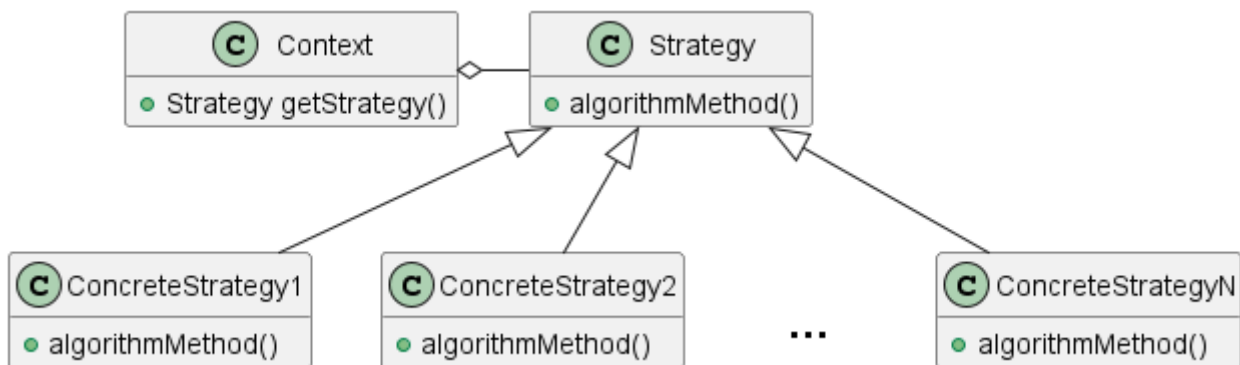 C Context
+ Strategy getStrategy()
C Strategy
algorithmMethod()
C ConcreteStrategy1
algorithmMethod()
C ConcreteStrategy2
algorithmMethod()
...
C ConcreteStrategyN
algorithmMethod()